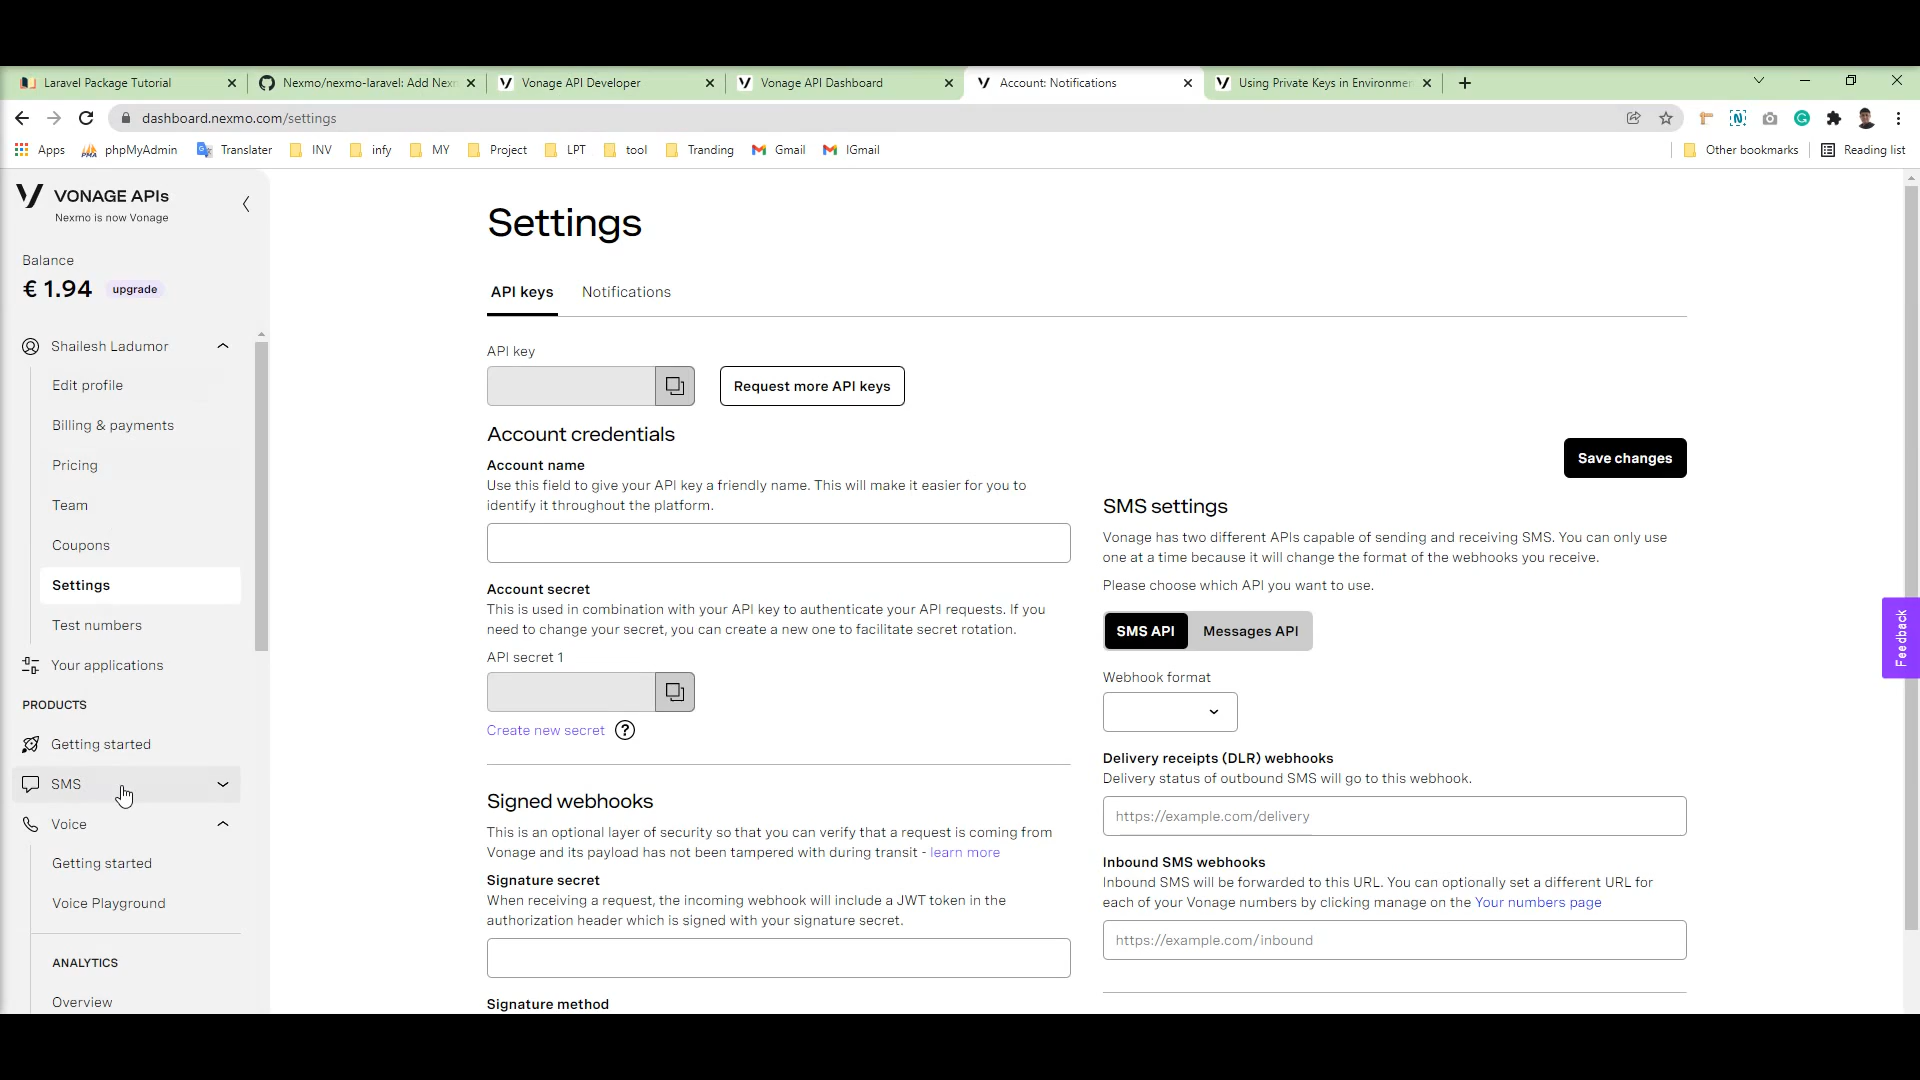 Laravel Package Tutorial
Nexmo/nexmo-laravel: Add Nex
Vonage API Developer
Vonage API Dashboard
Account: Notifications
Using Private Keys in Environmer
dashboard.nexmo.com/settings
Apps
phpMyAdmin
Translater
INV
infy
MY
Project
LPT
tool
Tranding
Gmail
IGmail
Other bookmarks
Reading list
VONAGE APIs
Nexmo is now Vonage
Balance
€ 1.94 upgrade
Shailesh Ladumor
Edit profile
Billing & payments
Pricing
Team
Coupons
Settings
Test numbers
Your applications
PRODUCTS
Getting started
SMS
Voice
Getting started
Voice Playground
ANALYTICS
Overview
Settings
API keys Notifications
API key
Request more API keys
Account credentials
Account name
Use this field to give your API key a friendly name. This will make it easier for you to
identify it throughout the platform.
Account secret
This is used in combination with your API key to authenticate your API requests. If you
need to change your secret, you can create a new one to facilitate secret rotation.
API secret 1
Create new secret ?
Signed webhooks
This is an optional layer of security so that you can verify that a request is coming from
Vonage and its payload has not been tampered with during transit - learn more
Signature secret
When receiving a request, the incoming webhook will include a JWT token in the
authorization header which is signed with your signature secret.
Signature method
Save changes
SMS settings
Vonage has two different APIs capable of sending and receiving SMS. You can only use
one at a time because it will change the format of the webhooks you receive.
Please choose which API you want to use.
SMS API Messages API
Webhook format
Delivery receipts (DLR) webhooks
Delivery status of outbound SMS will go to this webhook.
https://example.com/delivery
Inbound SMS webhooks
Inbound SMS will be forwarded to this URL. You can optionally set a different URL for
each of your Vonage numbers by clicking manage on the Your numbers page
https://example.com/inbound
Feedback